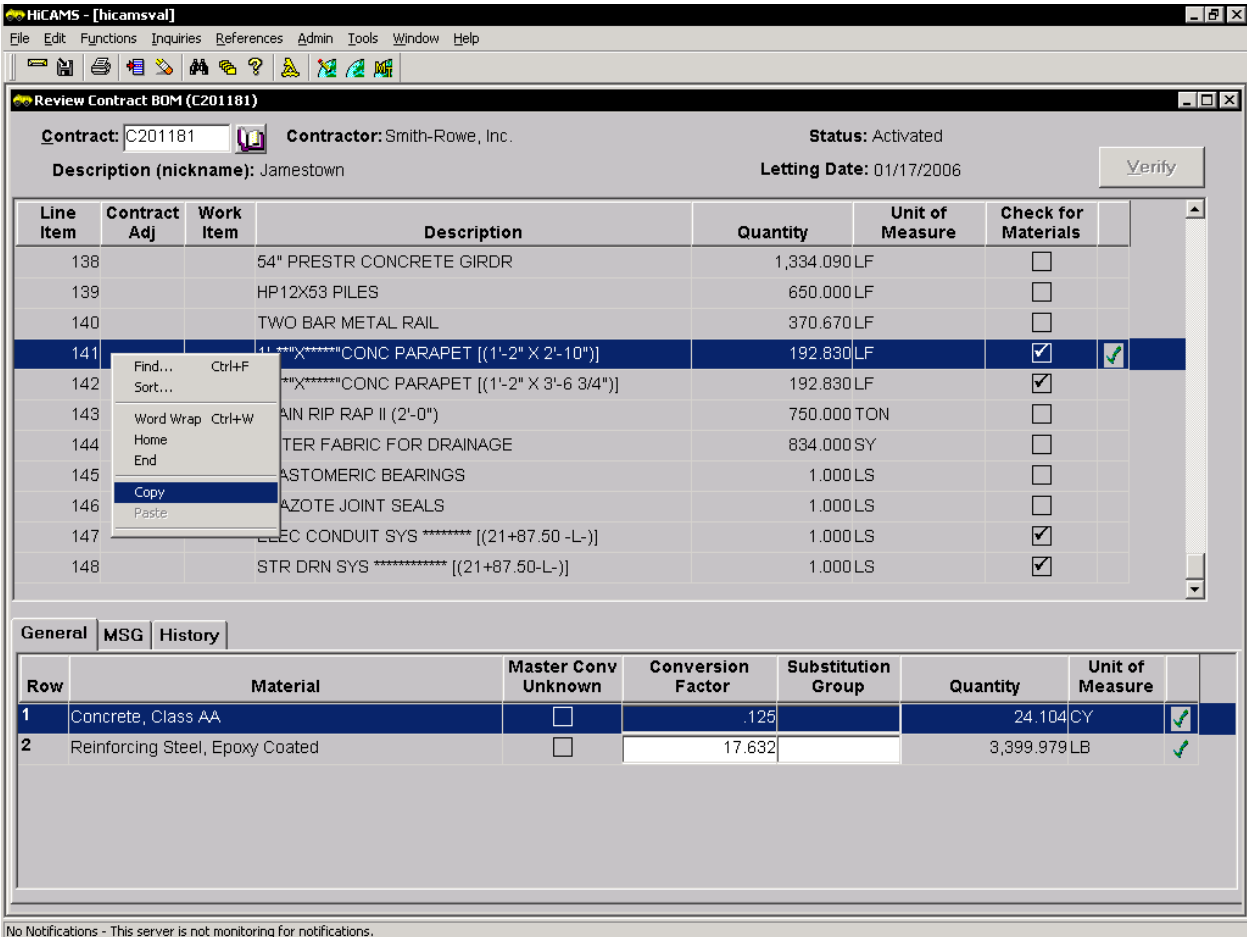 HiCAMS - [hicamsval]
File Edit Functions Inquiries References Admin Tools Window Help
Review Contract BOM (C201181)
Contract: C201181 Contractor: Smith-Rowe, Inc. Status: Activated
Description (nickname): Jamestown Letting Date: 01/17/2006 Verify
Line Item Contract Adj Work Item Description Quantity Unit of Measure Check for Materials
138 54" PRESTR CONCRETE GIRDR 1,334.090 LF
139 HP12X53 PILES 650.000 LF
140 TWO BAR METAL RAIL 370.670 LF
141 1'-**"X*****"CONC PARAPET [(1'-2" X 2'-10")] 192.830 LF
142 **"X*****"CONC PARAPET [(1'-2" X 3'-6 3/4")] 192.830 LF
143 AIN RIP RAP II (2'-0") 750.000 TON
144 TER FABRIC FOR DRAINAGE 834.000 SY
145 ASTOMERIC BEARINGS 1.000 LS
146 AZOTE JOINT SEALS 1.000 LS
147 ELEC CONDUIT SYS ******** [(21+87.50 -L-)] 1.000 LS
148 STR DRN SYS ************ [(21+87.50-L-)] 1.000 LS
Find... Ctrl+F
Sort...
Word Wrap Ctrl+W
Home
End
Copy
Paste
General MSG History
Row Material Master Conv Unknown Conversion Factor Substitution Group Quantity Unit of Measure
1 Concrete, Class AA .125 24.104 CY
2 Reinforcing Steel, Epoxy Coated 17.632 3,399.979 LB
No Notifications - This server is not monitoring for notifications.